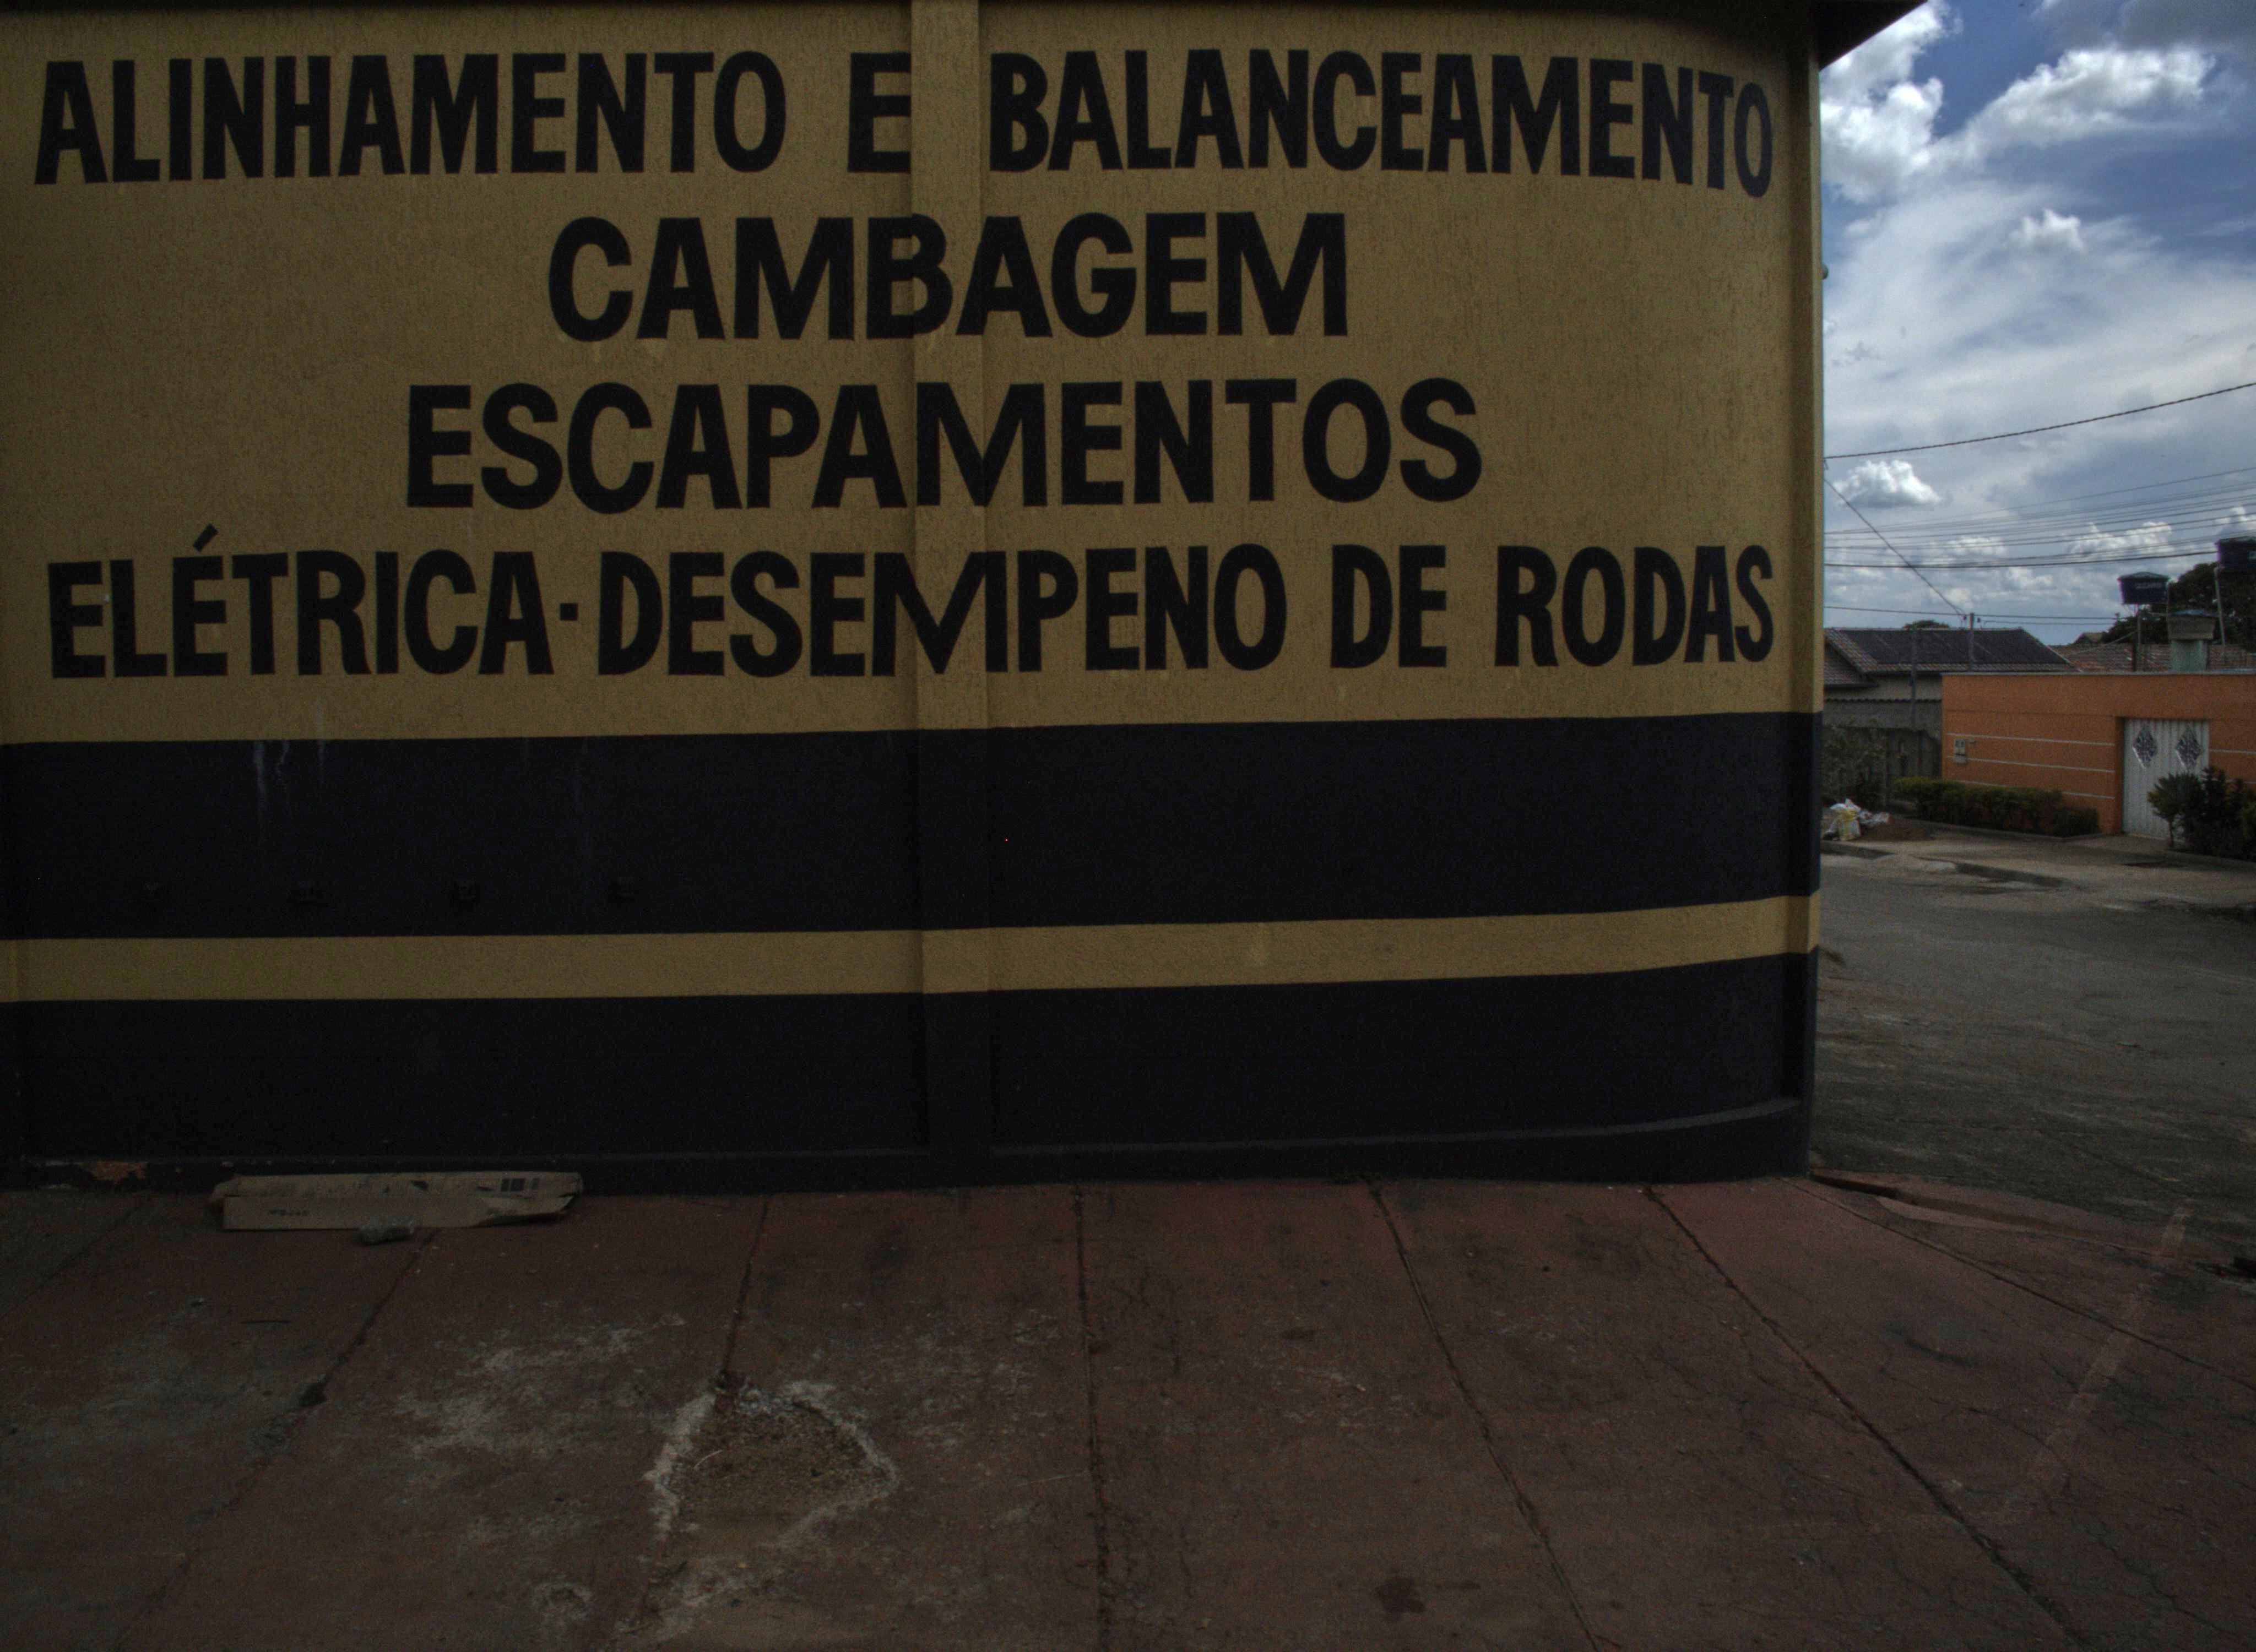 ALINHAMENTO E BALANCEAMENTO
CAMBAGEM
ESCAPAMENTOS
ELÉTRICA·DESEMPENO DE RODAS